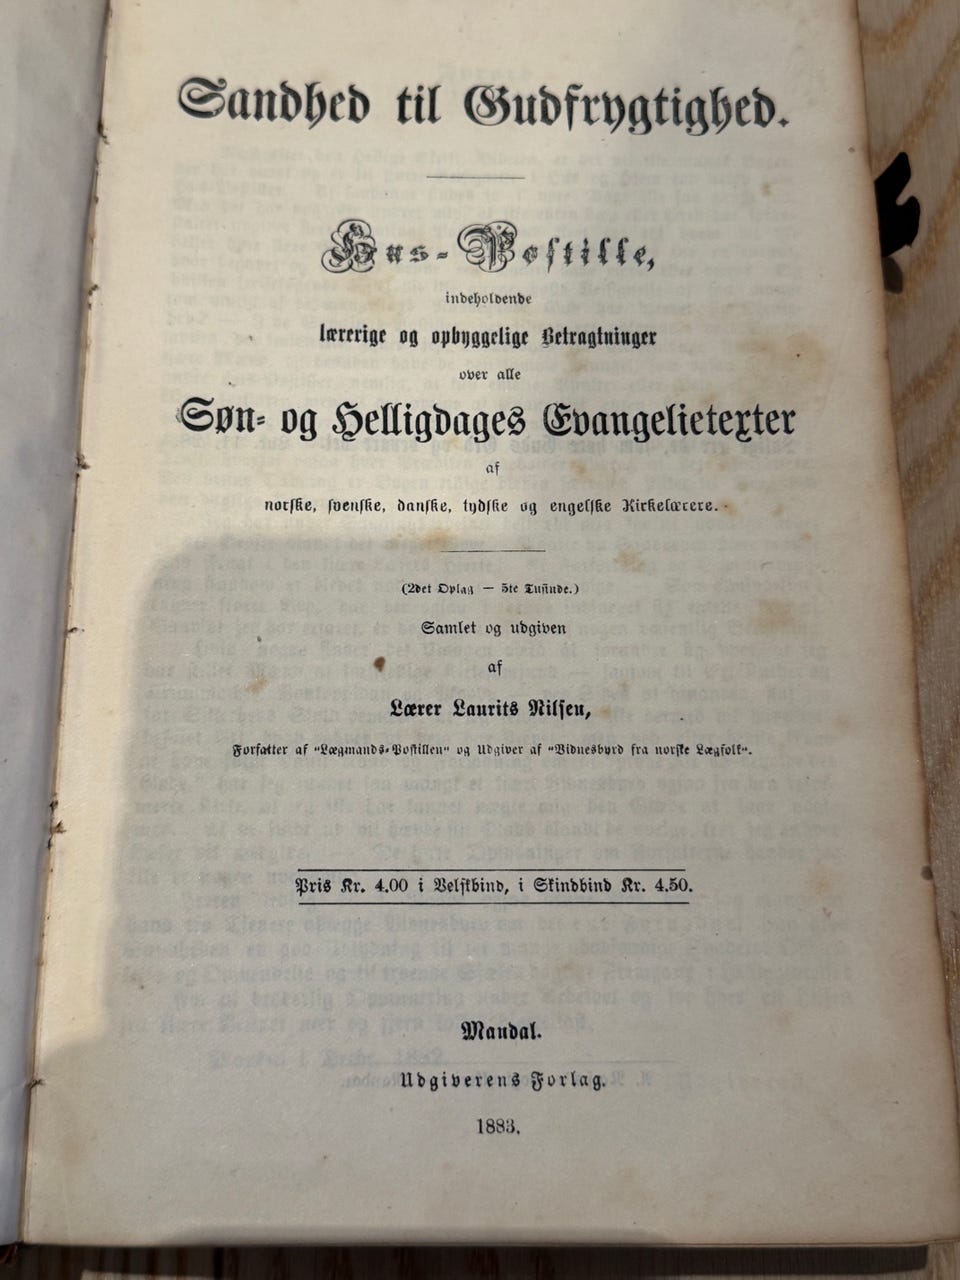 Sandhed til Gudfrygtighed.
Hus-Postille,
indeholdende
lærerige og opbyggelige Betragtninger
over alle
Søn- og Helligdages Evangelietexter
af
norske, svenske, danske, tydske og engelske Kirkelærere.
(2det Oplag — 5te Tusinde.)
Samlet og udgiven
af
Lærer Laurits Nilsen,
Forfatter af "Lægmands-Postillen" og Udgiver af "Vidnesbyrd fra norske Lægfolk".
Pris Kr. 4.00 i Velskbind, i Skindbind Kr. 4.50.
Mandal.
Udgiverens Forlag.
1883.